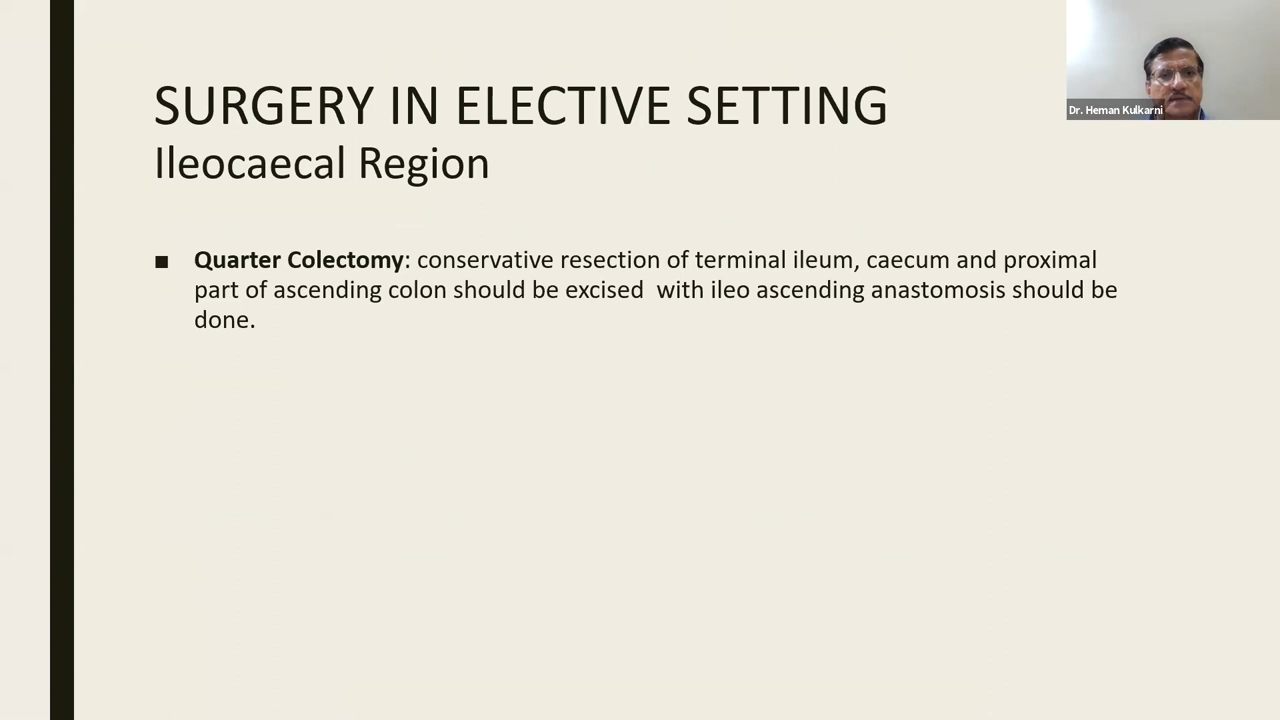 SURGERY IN ELECTIVE SETTING
Ileocaecal Region
Dr. Heman Kulkarni
■ Quarter Colectomy: conservative resection of terminal ileum, caecum and proximal
part of ascending colon should be excised  with ileo ascending anastomosis should be
done.